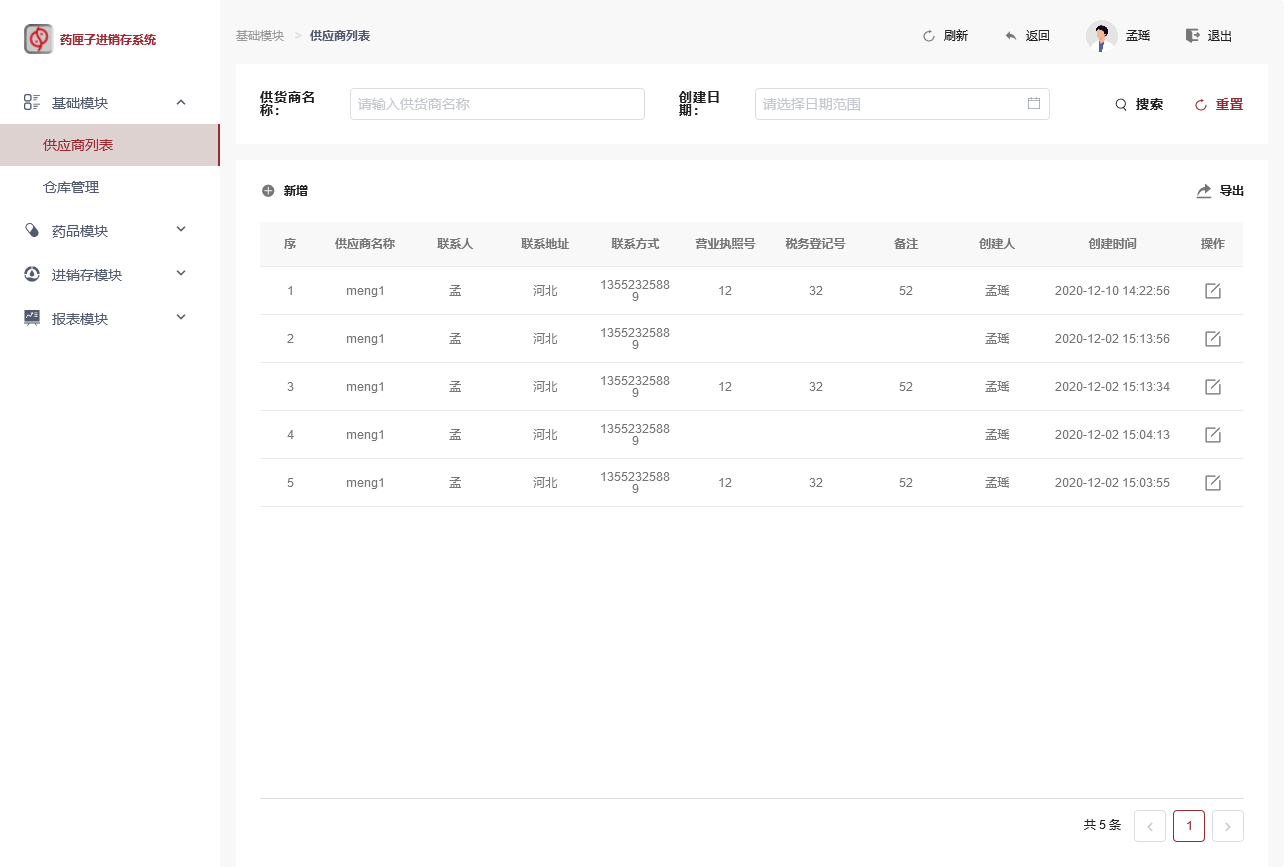 药匣子进销存系统
基础模块 > 供应商列表
刷新 返回 孟瑶 退出
基础模块
供应商列表
仓库管理
药品模块
进销存模块
报表模块
供货商名
称：
请输入供货商名称
创建日
期：
请选择日期范围
搜索 重置
新增 导出
序 供应商名称 联系人 联系地址 联系方式 营业执照号 税务登记号 备注 创建人 创建时间 操作
1 meng1 孟 河北 1355232588
9 12 32 52 孟瑶 2020-12-10 14:22:56
2 meng1 孟 河北 1355232588
9 孟瑶 2020-12-02 15:13:56
3 meng1 孟 河北 1355232588
9 12 32 52 孟瑶 2020-12-02 15:13:34
4 meng1 孟 河北 1355232588
9 孟瑶 2020-12-02 15:04:13
5 meng1 孟 河北 1355232588
9 12 32 52 孟瑶 2020-12-02 15:03:55
共 5 条 < 1 >